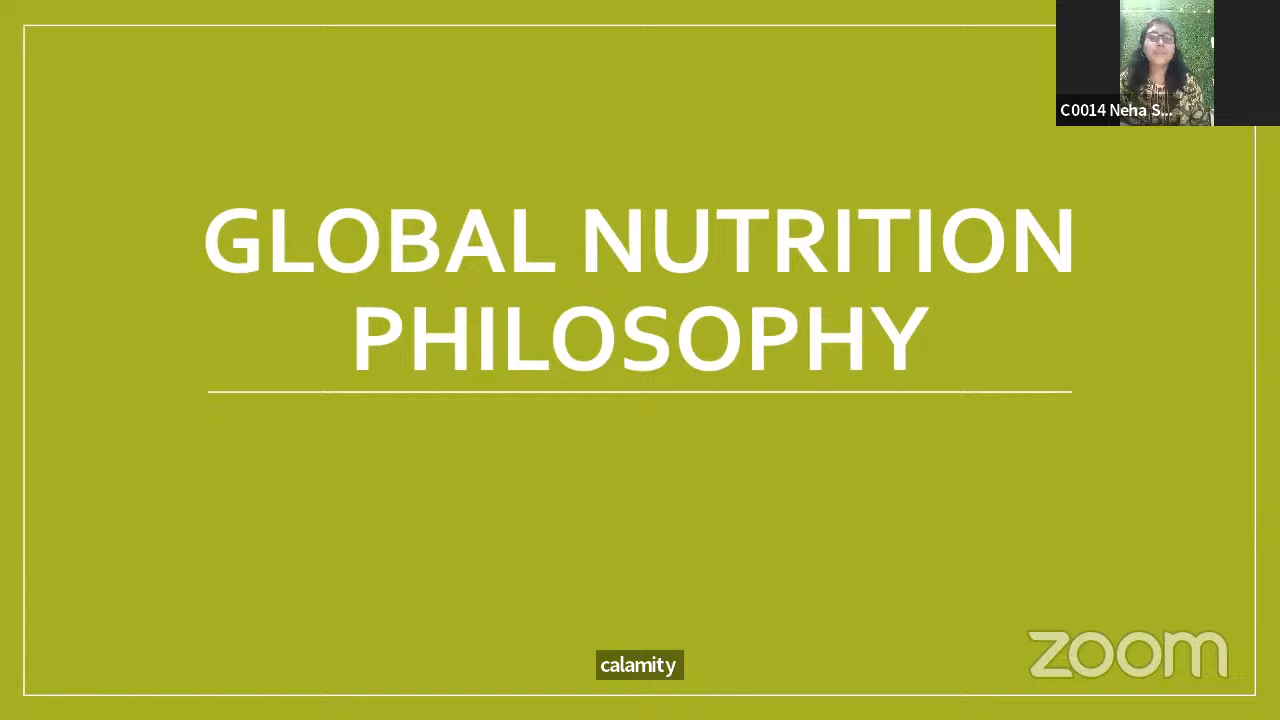 C0014 Neha S...
GLOBAL NUTRITION
PHILOSOPHY
calamity
zoom